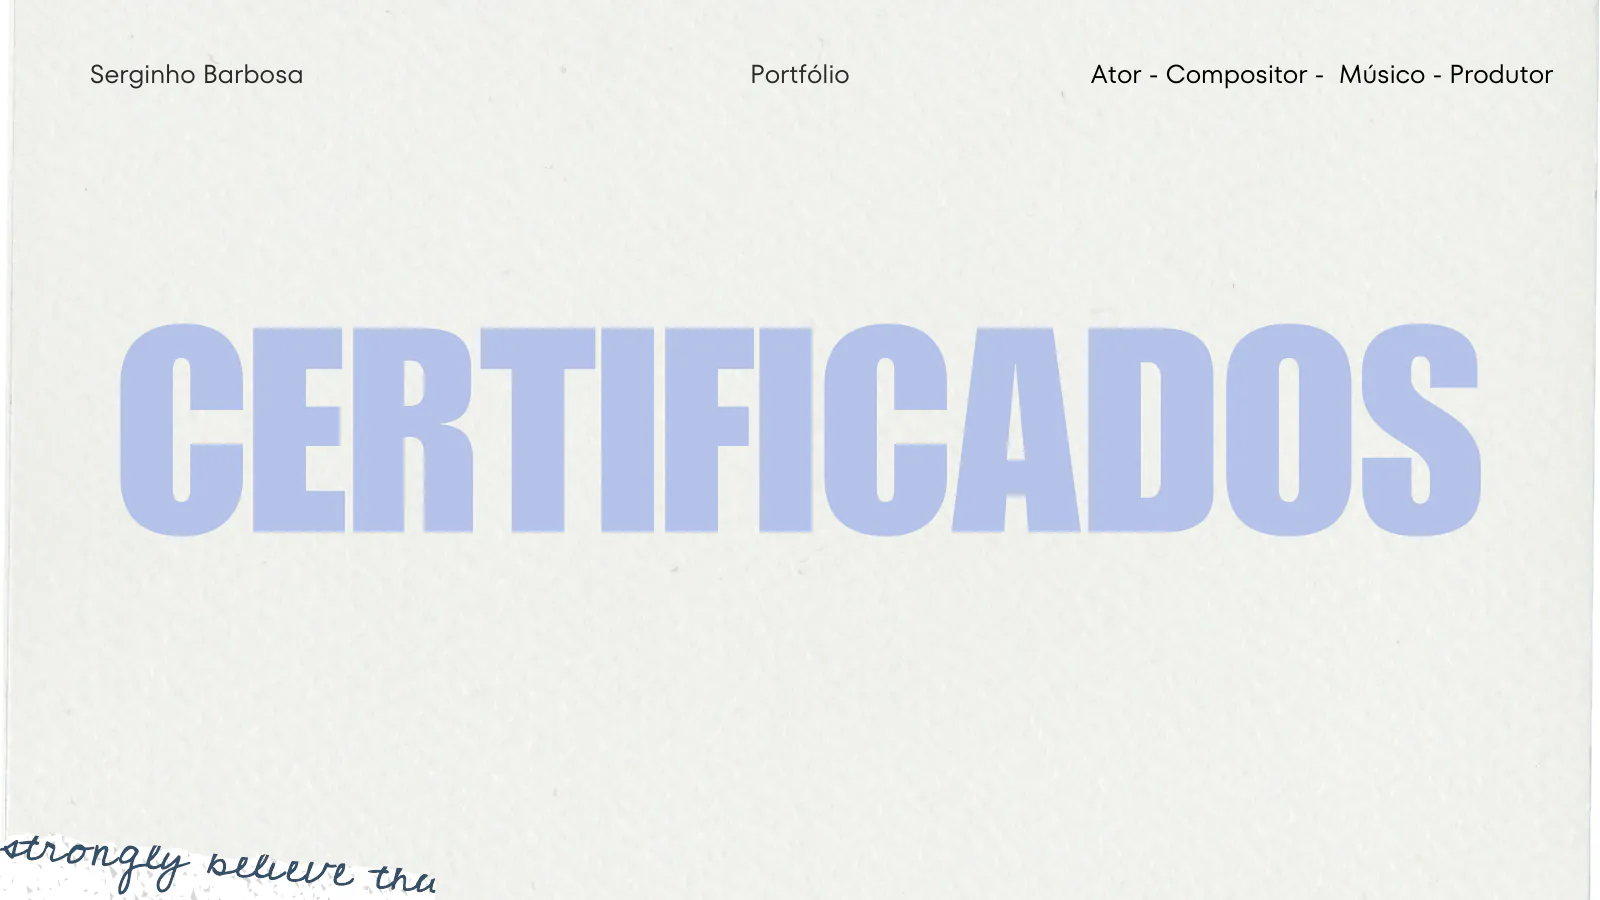 Serginho Barbosa
Portfólio
Ator - Compositor -  Músico - Produtor
CERTIFICADOS
strongly believe